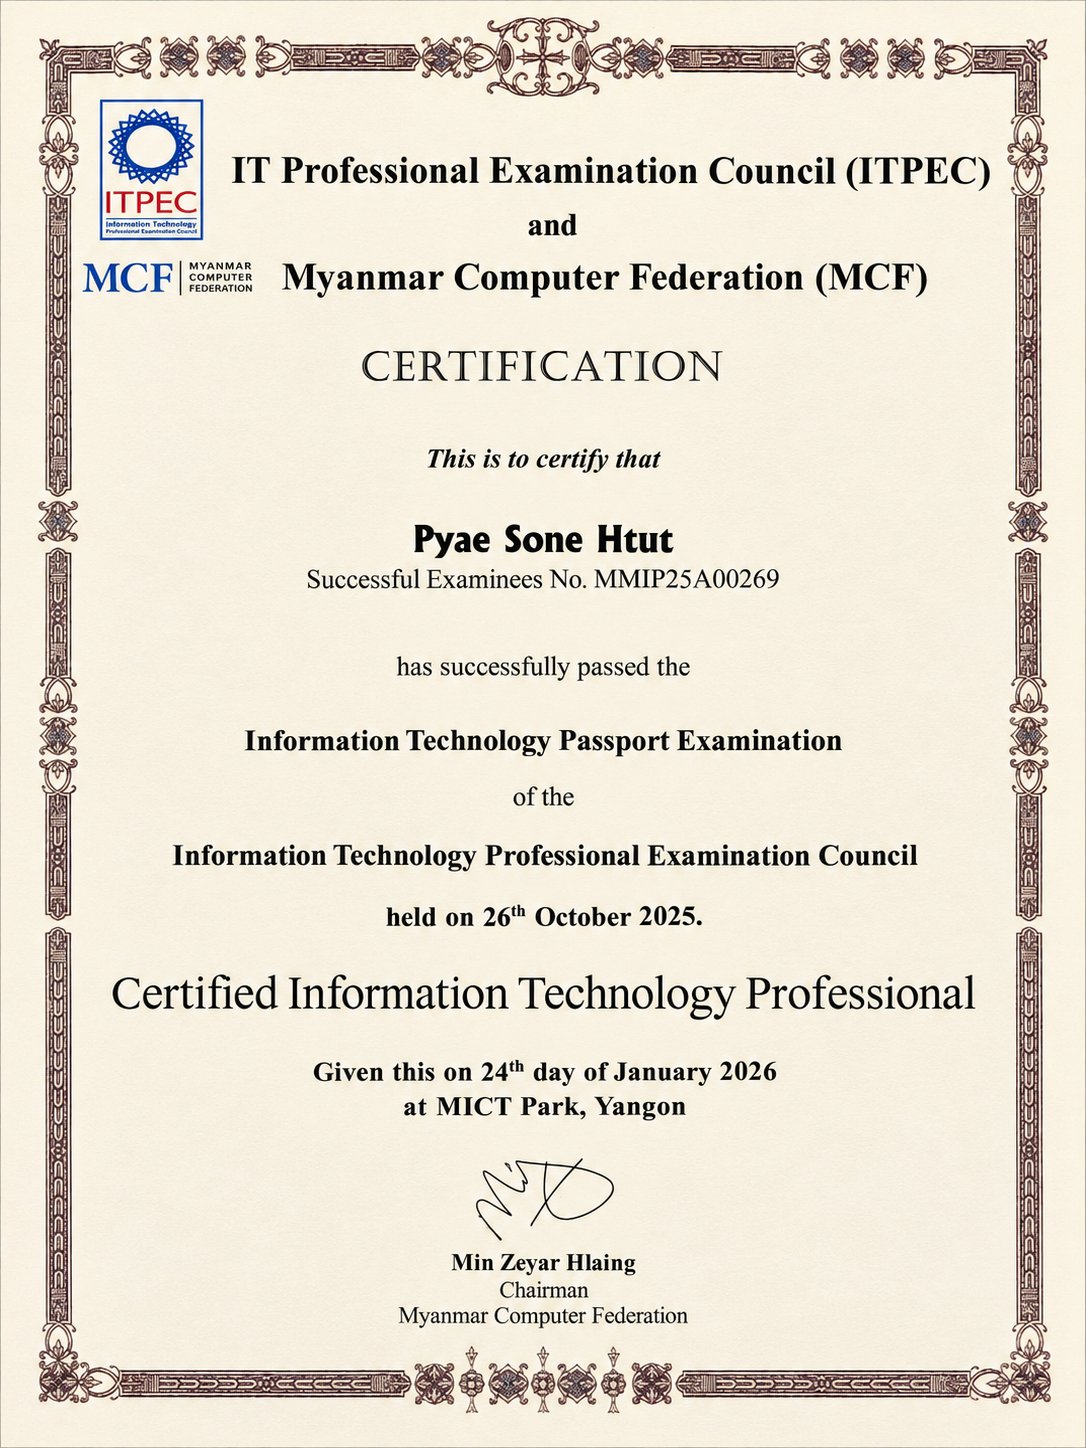 ITPEC
Information Technology
Professional Examination Council
IT Professional Examination Council (ITPEC)
and
MCF
MYANMAR
COMPUTER
FEDERATION
Myanmar Computer Federation (MCF)
CERTIFICATION
This is to certify that
Pyae Sone Htut
Successful Examinees No. MMIP25A00269
has successfully passed the
Information Technology Passport Examination
of the
Information Technology Professional Examination Council
held on 26th October 2025.
Certified Information Technology Professional
Given this on 24th day of January 2026
at MICT Park, Yangon
Min Zeyar Hlaing
Chairman
Myanmar Computer Federation